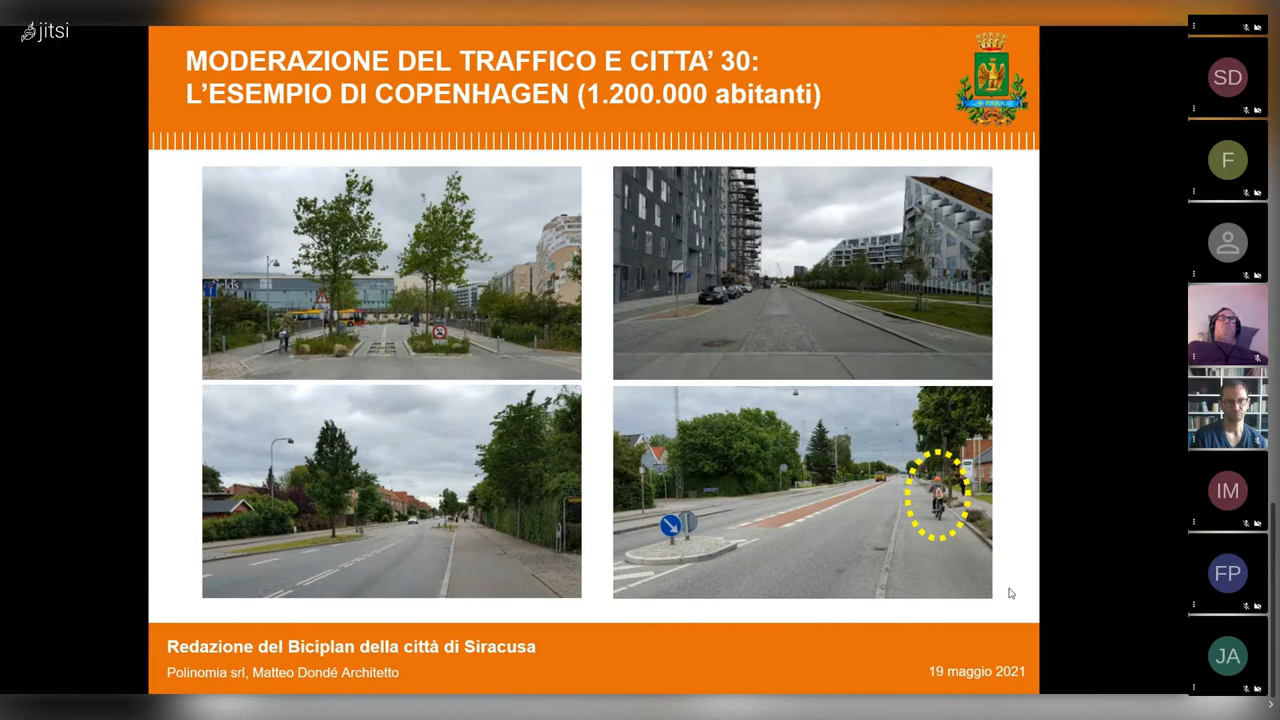 jitsi
MODERAZIONE DEL TRAFFICO E CITTA' 30:
L'ESEMPIO DI COPENHAGEN (1.200.000 abitanti)
Redazione del Biciplan della città di Siracusa
Polinomia srl, Matteo Dondé Architetto
19 maggio 2021
SD
F
IM
FP
JA